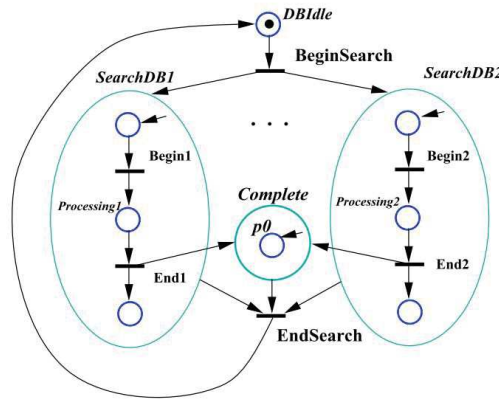 DBIdle
BeginSearch
SearchDB1
SearchDB2
. . .
Begin1
Begin2
Complete
Processing1
Processing2
p0
End1
End2
EndSearch